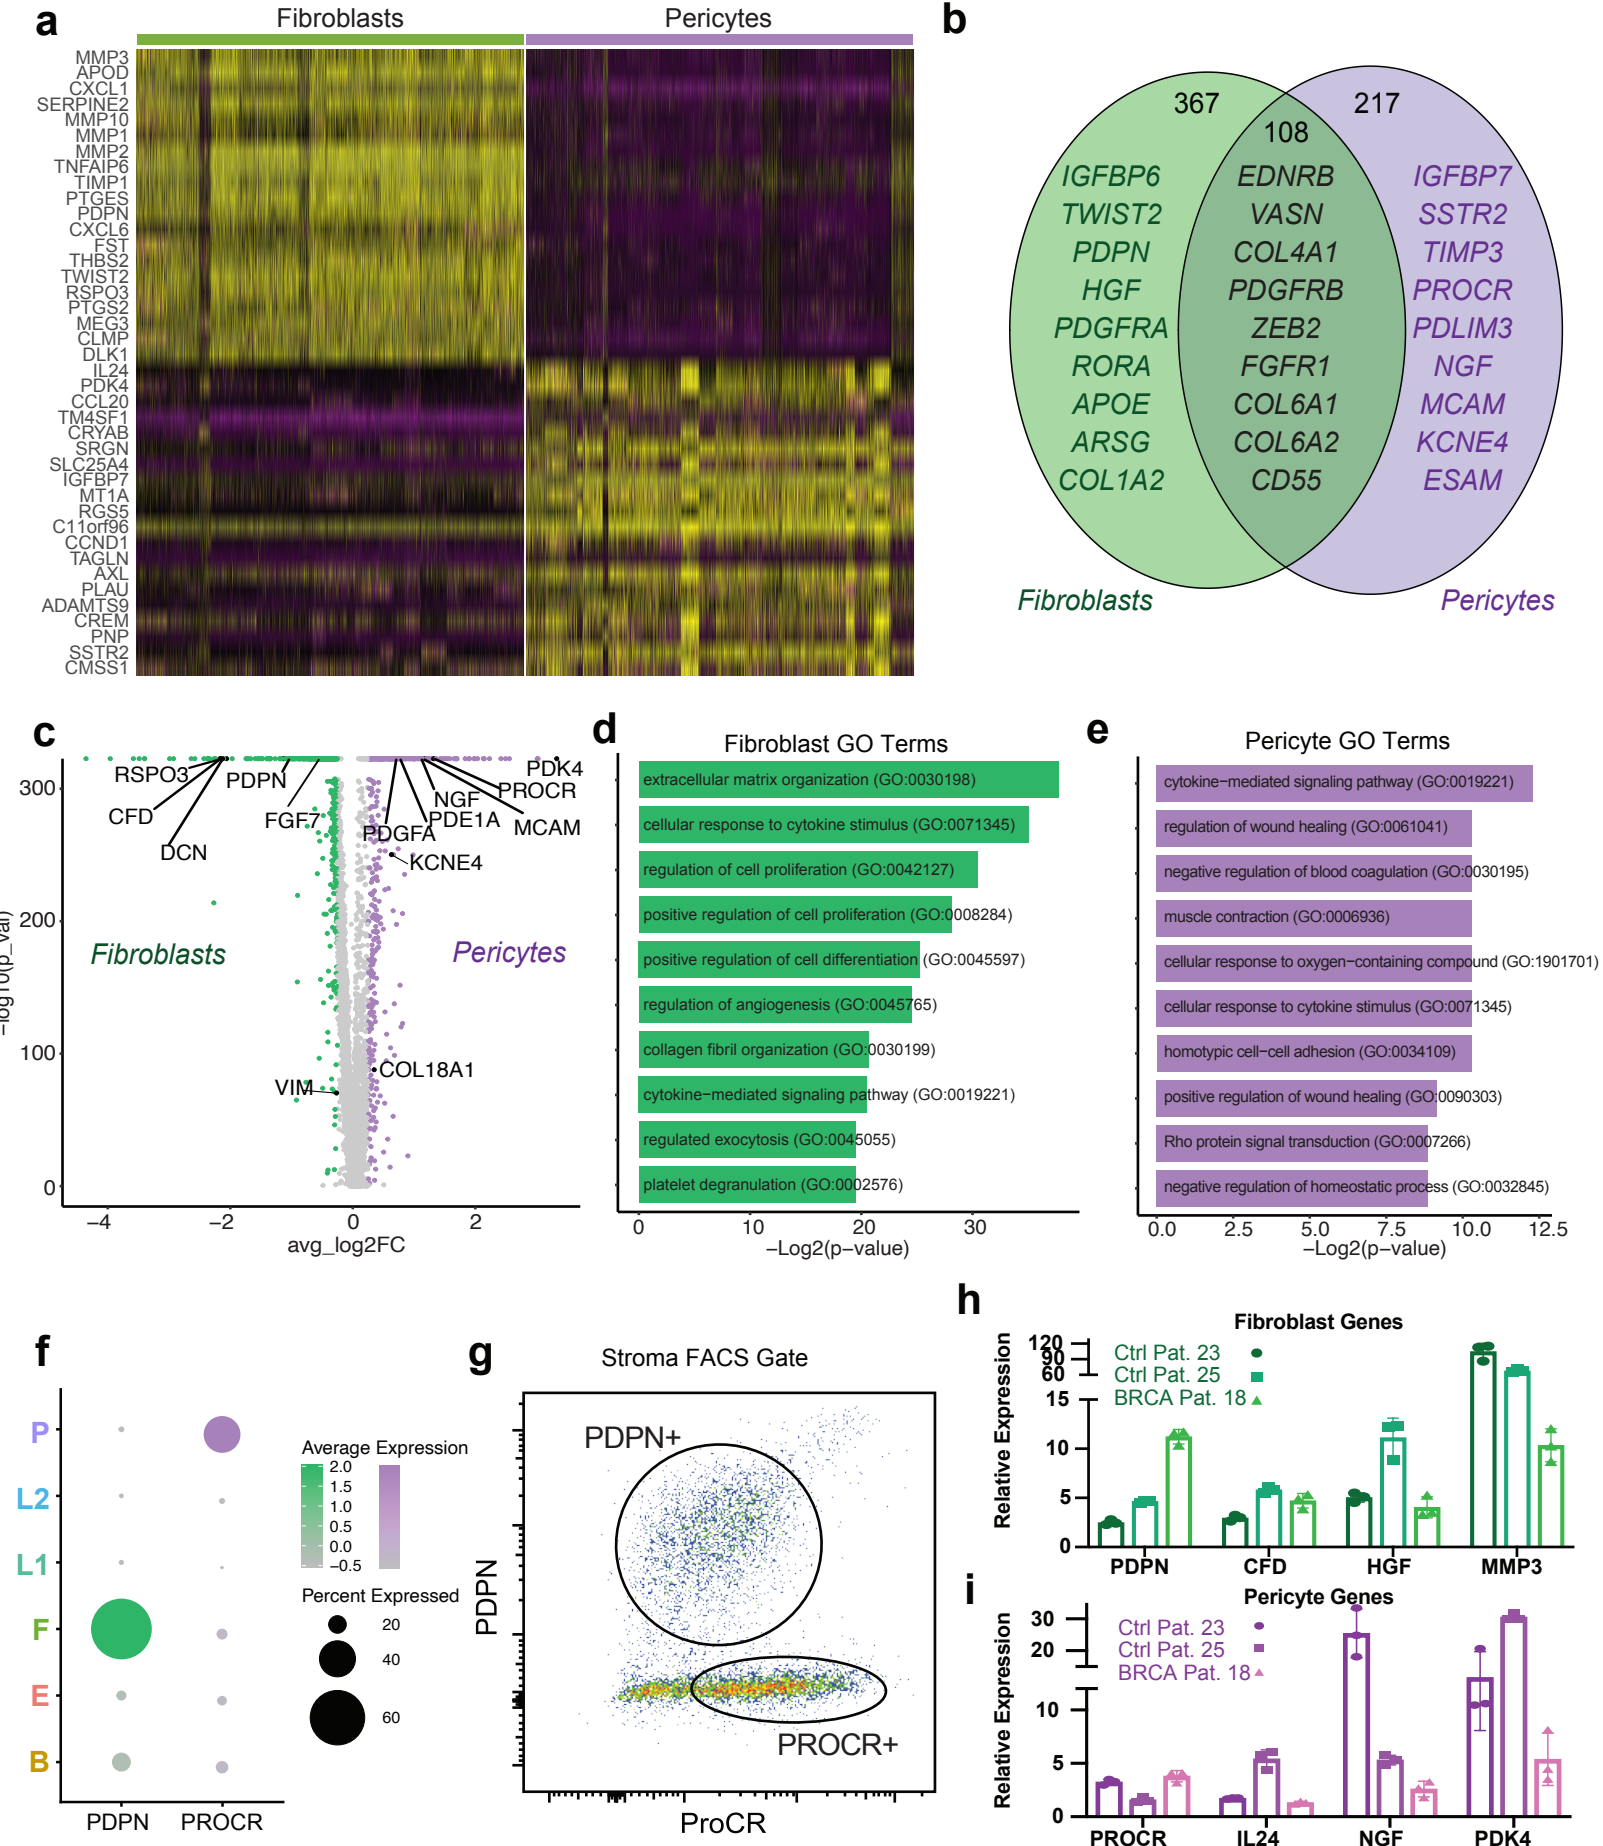 a
Fibroblasts
Pericytes
MMP3
APOD
CXCL1
SERPINE2
MMP10
MMP1
MMP2
TNFAIP6
TIMP1
PTGES
PDPN
CXCL6
FST
THBS2
TWIST2
RSPO3
PTGS2
MEG3
CLMP
DLK1
IL24
PDK4
CCL20
TM4SF1
CRYAB
SRGN
SLC25A4
IGFBP7
MT1A
RGS5
C11orf96
CCND1
TAGLN
AXL
PLAU
ADAMTS9
CREM
PNP
SSTR2
CMSS1
b
367
108
217
IGFBP6 EDNRB IGFBP7
TWIST2 VASN SSTR2
PDPN COL4A1 TIMP3
HGF PDGFRB PROCR
PDGFRA ZEB2 PDLIM3
RORA FGFR1 NGF
APOE COL6A1 MCAM
ARSG COL6A2 KCNE4
COL1A2 CD55 ESAM
Fibroblasts
Pericytes
c
RSPO3
CFD
DCN
PDPN
FGF7
PDGFA
NGF
PDE1A
PDK4
PROCR
MCAM
KCNE4
Fibroblasts
Pericytes
VIM
COL18A1
300
200
100
0
−log10(p_val)
−4 −2 0 2
avg_log2FC
d
Fibroblast GO Terms
extracellular matrix organization (GO:0030198)
cellular response to cytokine stimulus (GO:0071345)
regulation of cell proliferation (GO:0042127)
positive regulation of cell proliferation (GO:0008284)
positive regulation of cell differentiation (GO:0045597)
regulation of angiogenesis (GO:0045765)
collagen fibril organization (GO:0030199)
cytokine−mediated signaling pathway (GO:0019221)
regulated exocytosis (GO:0045055)
platelet degranulation (GO:0002576)
0 10 20 30
−Log2(p−value)
e
Pericyte GO Terms
cytokine−mediated signaling pathway (GO:0019221)
regulation of wound healing (GO:0061041)
negative regulation of blood coagulation (GO:0030195)
muscle contraction (GO:0006936)
cellular response to oxygen−containing compound (GO:1901701)
cellular response to cytokine stimulus (GO:0071345)
homotypic cell−cell adhesion (GO:0034109)
positive regulation of wound healing (GO:0090303)
Rho protein signal transduction (GO:0007266)
negative regulation of homeostatic process (GO:0032845)
0.0 2.5 5.0 7.5 10.0 12.5
−Log2(p−value)
f
P
L2
L1
F
E
B
PDPN PROCR
Average Expression
2.0
1.5
1.0
0.5
0.0
−0.5
Percent Expressed
20
40
60
g
Stroma FACS Gate
PDPN+
PROCR+
PDPN
ProCR
h
Fibroblast Genes
Ctrl Pat. 23
Ctrl Pat. 25
BRCA Pat. 18
Relative Expression
120
90
60
15
10
5
0
PDPN CFD HGF MMP3
i
Pericyte Genes
Ctrl Pat. 23
Ctrl Pat. 25
BRCA Pat. 18
Relative Expression
30
20
10
5
0
PROCR IL24 NGF PDK4